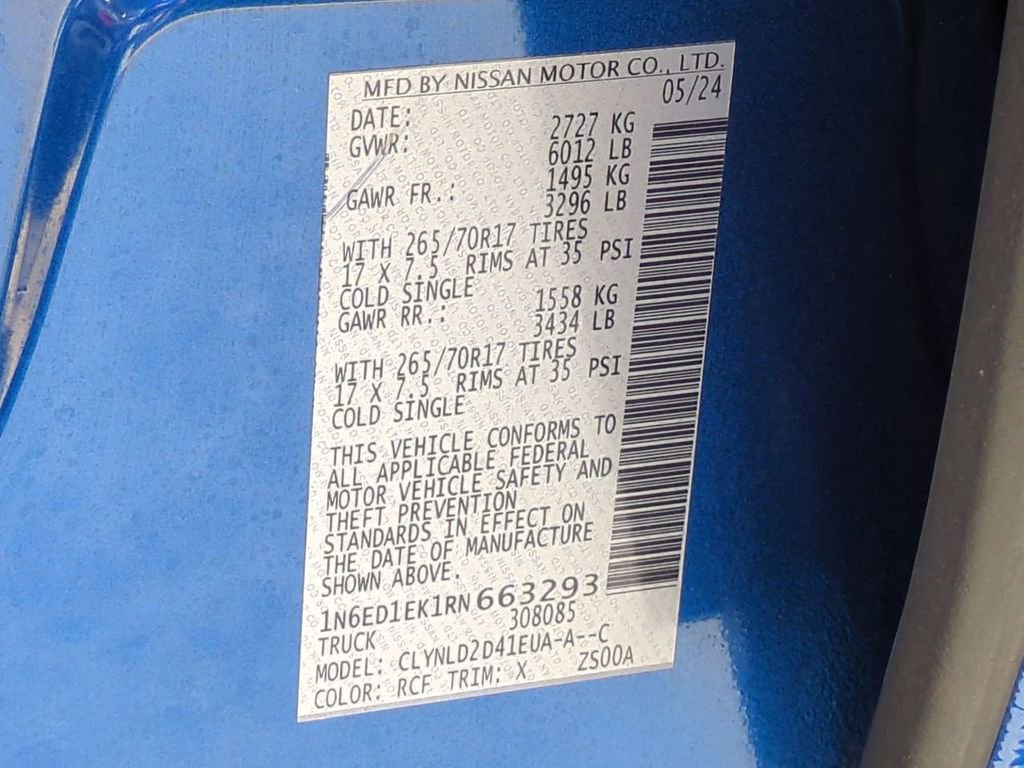 MFD BY NISSAN MOTOR CO., LTD.
DATE: 05/24
GVWR: 2727 KG
6012 LB
GAWR FR.: 1495 KG
3296 LB
WITH 265/70R17 TIRES
17 X 7.5 RIMS AT 35 PSI
COLD SINGLE
GAWR RR.: 1558 KG
3434 LB
WITH 265/70R17 TIRES
17 X 7.5 RIMS AT 35 PSI
COLD SINGLE
THIS VEHICLE CONFORMS TO
ALL APPLICABLE FEDERAL
MOTOR VEHICLE SAFETY AND
THEFT PREVENTION
STANDARDS IN EFFECT ON
THE DATE OF MANUFACTURE
SHOWN ABOVE.
1N6ED1EK1RN663293
TRUCK 308085
MODEL: CLYNLD2D41EUA-A--C
COLOR: RCF TRIM: X ZS00A